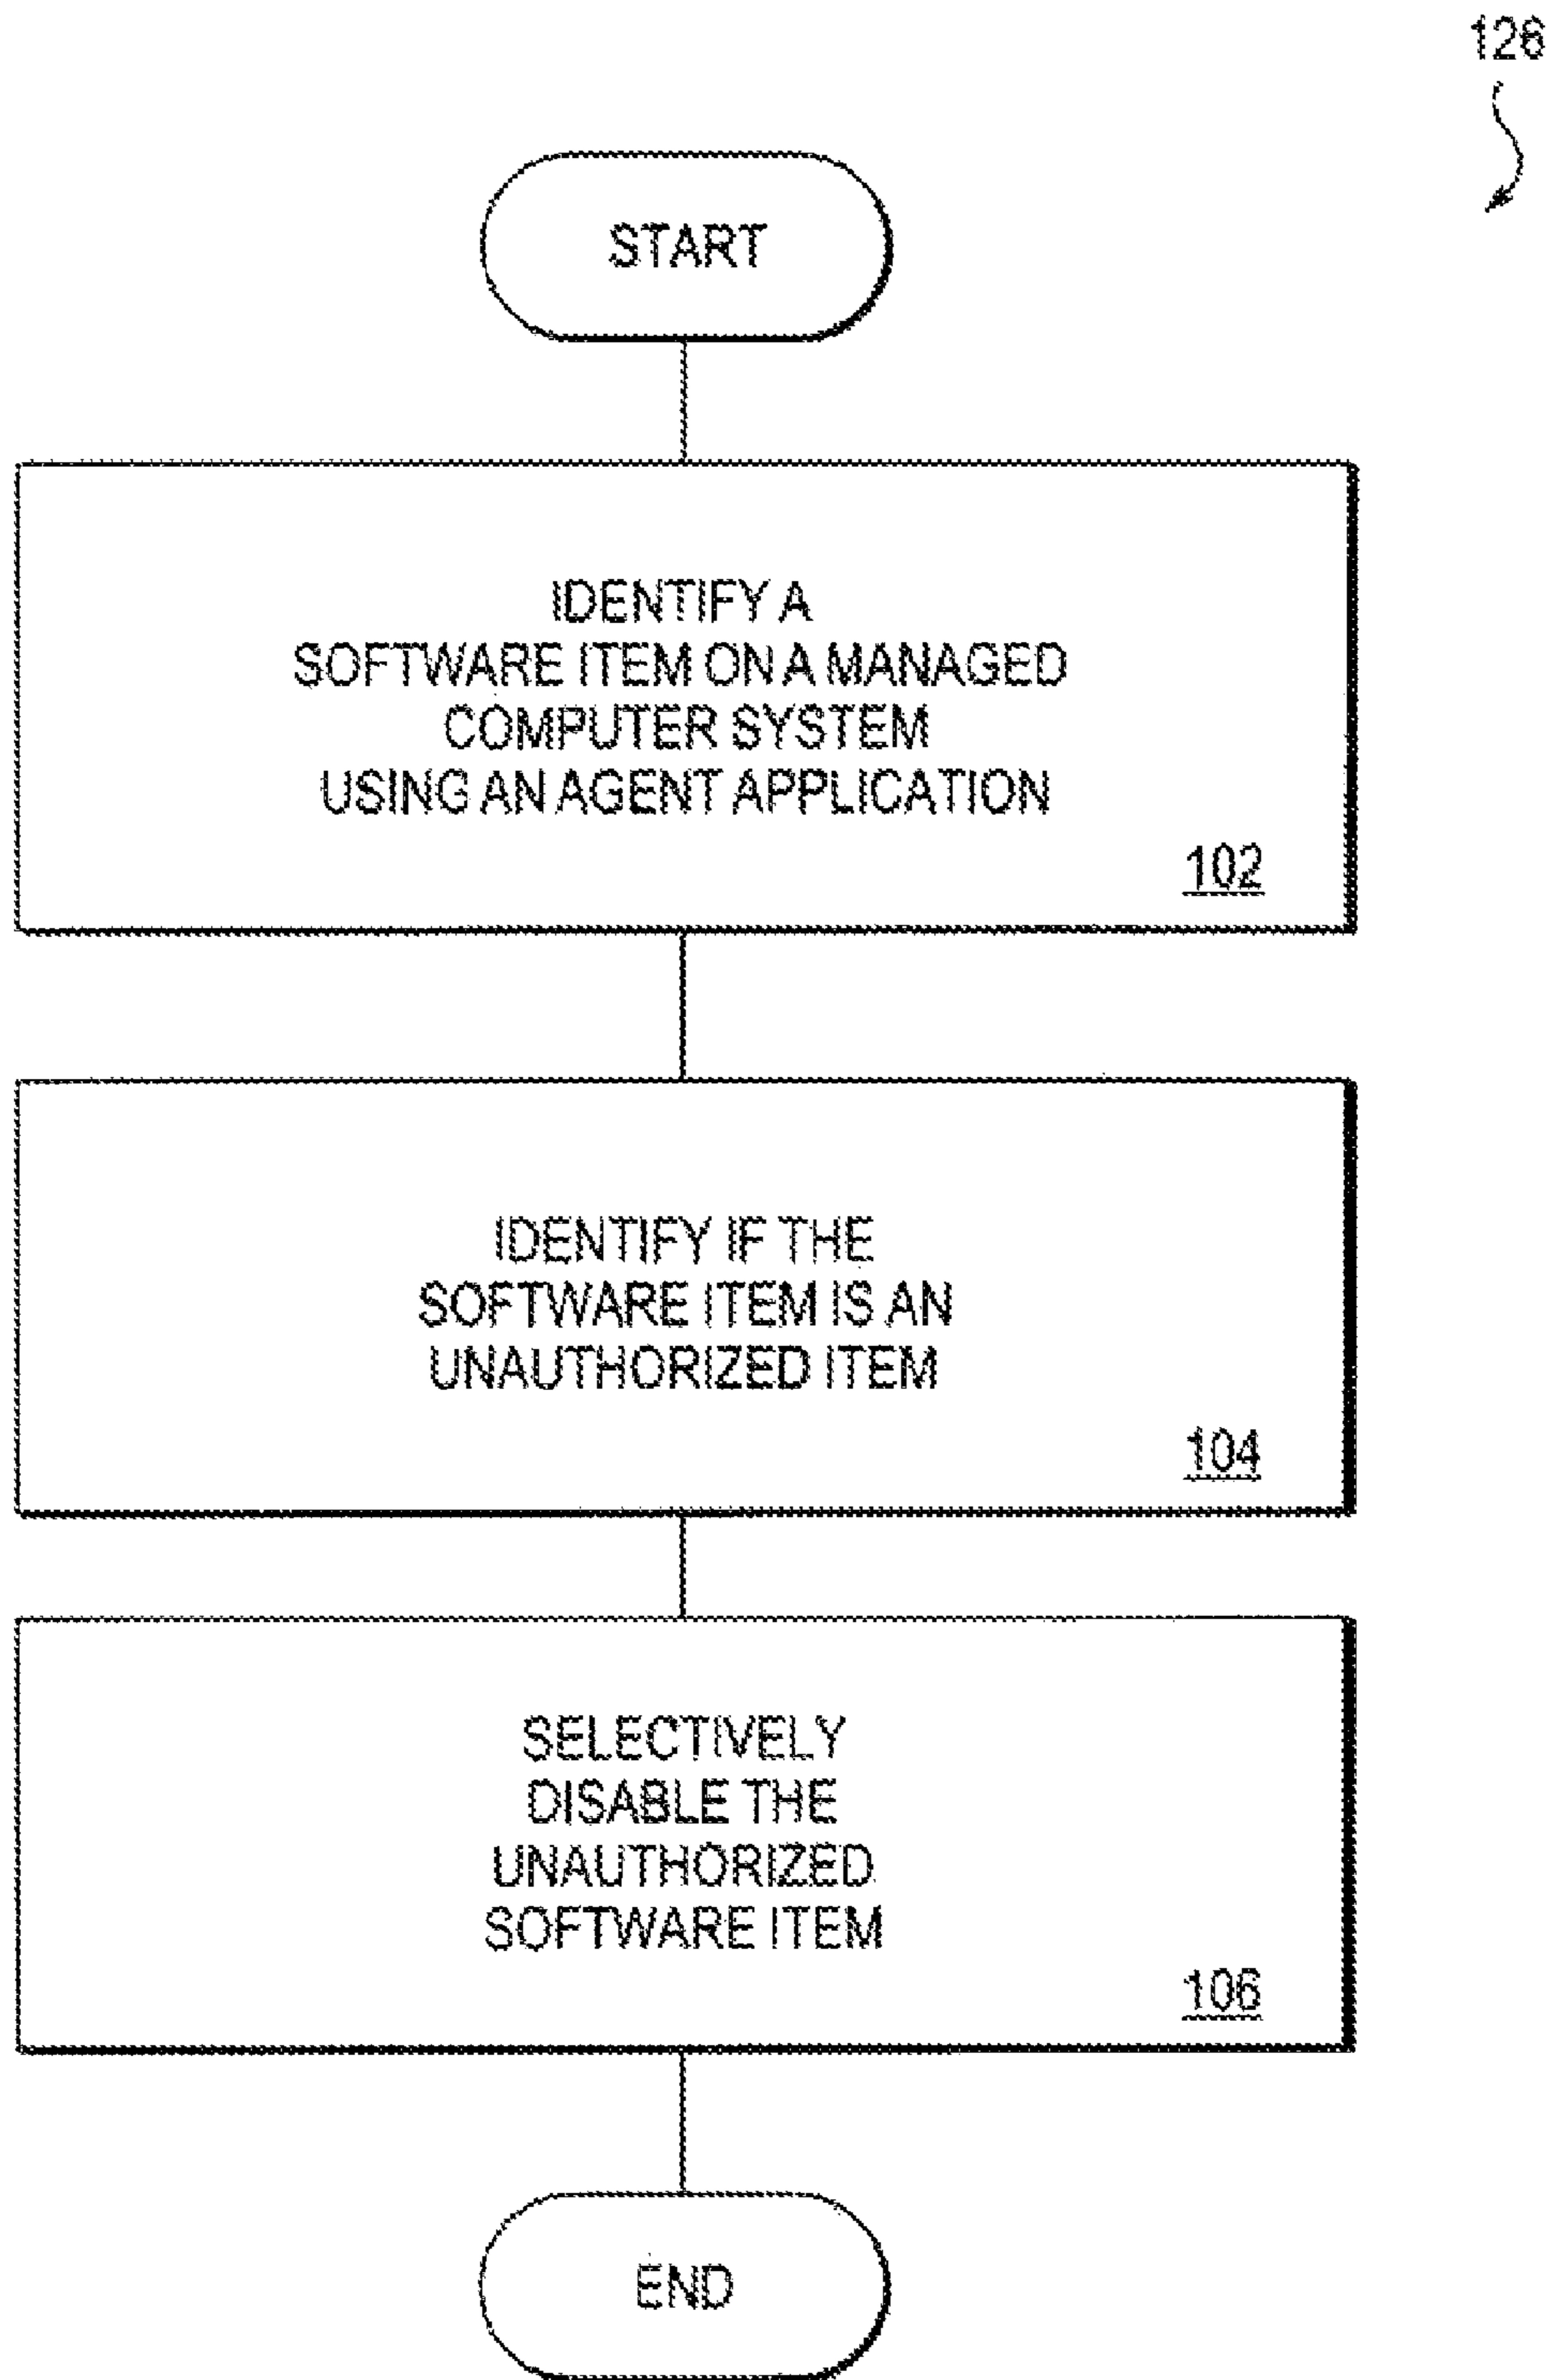 126
START
IDENTIFY A
SOFTWARE ITEM ON A MANAGED
COMPUTER SYSTEM
USING AN AGENT APPLICATION
102
IDENTIFY IF THE
SOFTWARE ITEM IS AN
UNAUTHORIZED ITEM
104
SELECTIVELY
DISABLE THE
UNAUTHORIZED
SOFTWARE ITEM
106
END